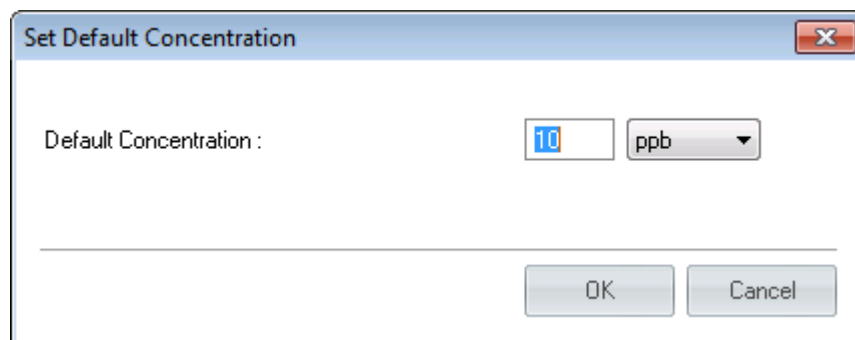 Set Default Concentration
Default Concentration : 10 ppb
OK Cancel